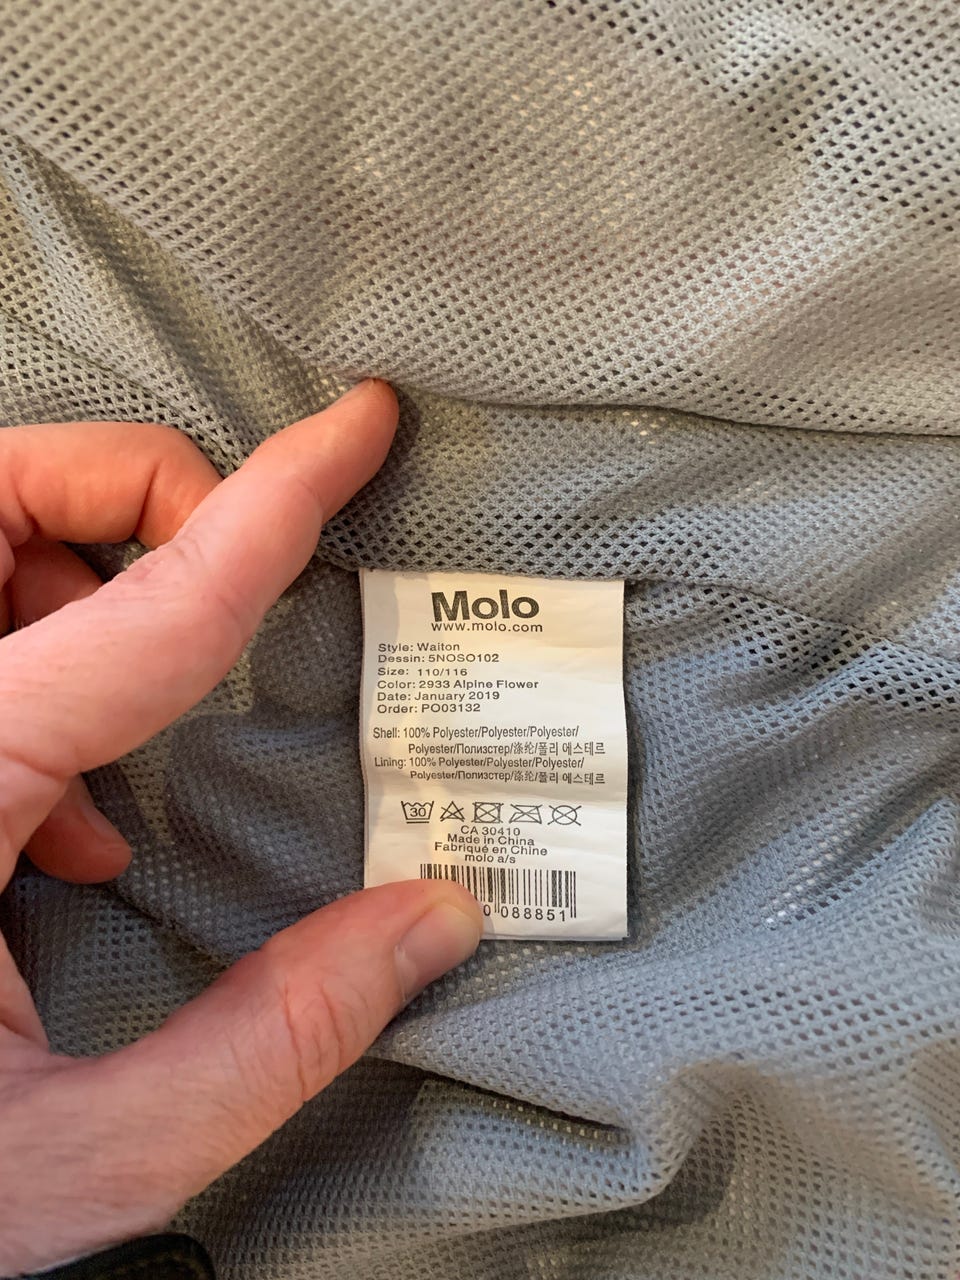 Molo
www.molo.com
Style: Waiton
Dessin: 5NOSO102
Size: 110/116
Color: 2933 Alpine Flower
Date: January 2019
Order: PO03132
Shell: 100% Polyester/Polyester/Polyester/
Polyester/Полиэстер/涤纶/폴리 에스테르
Lining: 100% Polyester/Polyester/Polyester/
Polyester/Полиэстер/涤纶/폴리 에스테르
30
CA 30410
Made in China
Fabriqué en Chine
molo a/s
0 088851